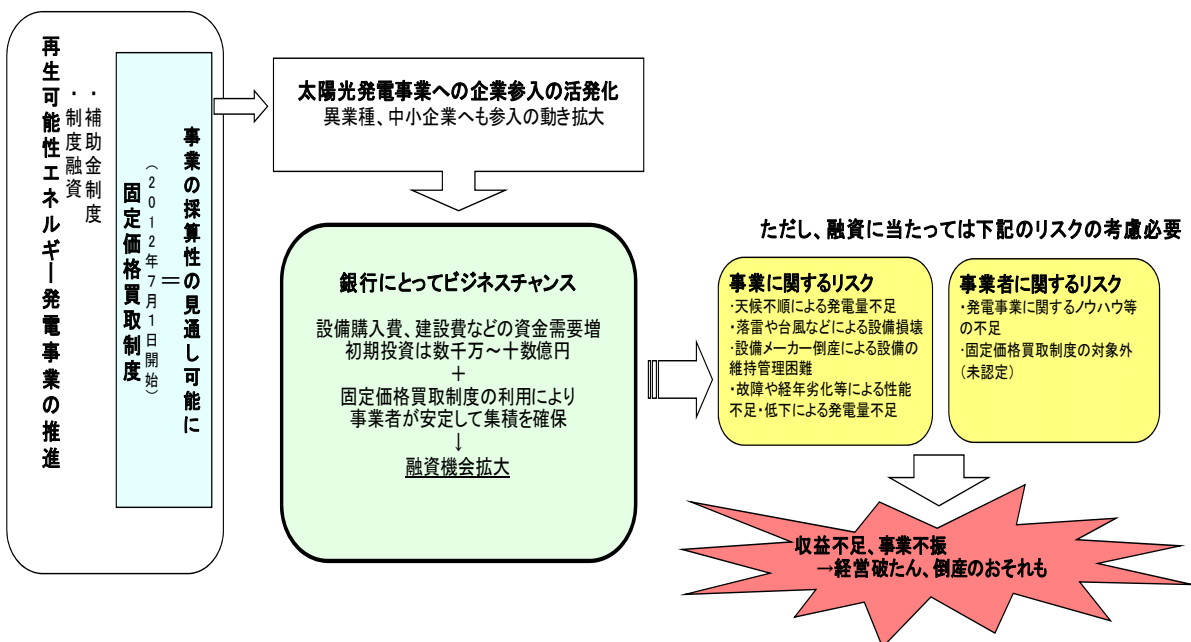 再生可能性エネルギー発電事業の推進
・補助金制度
・制度融資
事業の採算性の見通し可能に
＝
（2012年7月1日開始）
固定価格買取制度
太陽光発電事業への企業参入の活発化
異業種、中小企業へも参入の動き拡大
銀行にとってビジネスチャンス
設備購入費、建設費などの資金需要増
初期投資は数千万～十数億円
＋
固定価格買取制度の利用により
事業者が安定して集積を確保
↓
融資機会拡大
ただし、融資に当たっては下記のリスクの考慮必要
事業に関するリスク
・天候不順による発電量不足
・落雷や台風などによる設備損壊
・設備メーカー倒産による設備の
維持管理困難
・故障や経年劣化等による性能
不足・低下による発電量不足
事業者に関するリスク
・発電事業に関するノウハウ等
の不足
・固定価格買取制度の対象外
（未認定）
収益不足、事業不振
→経営破たん、倒産のおそれも